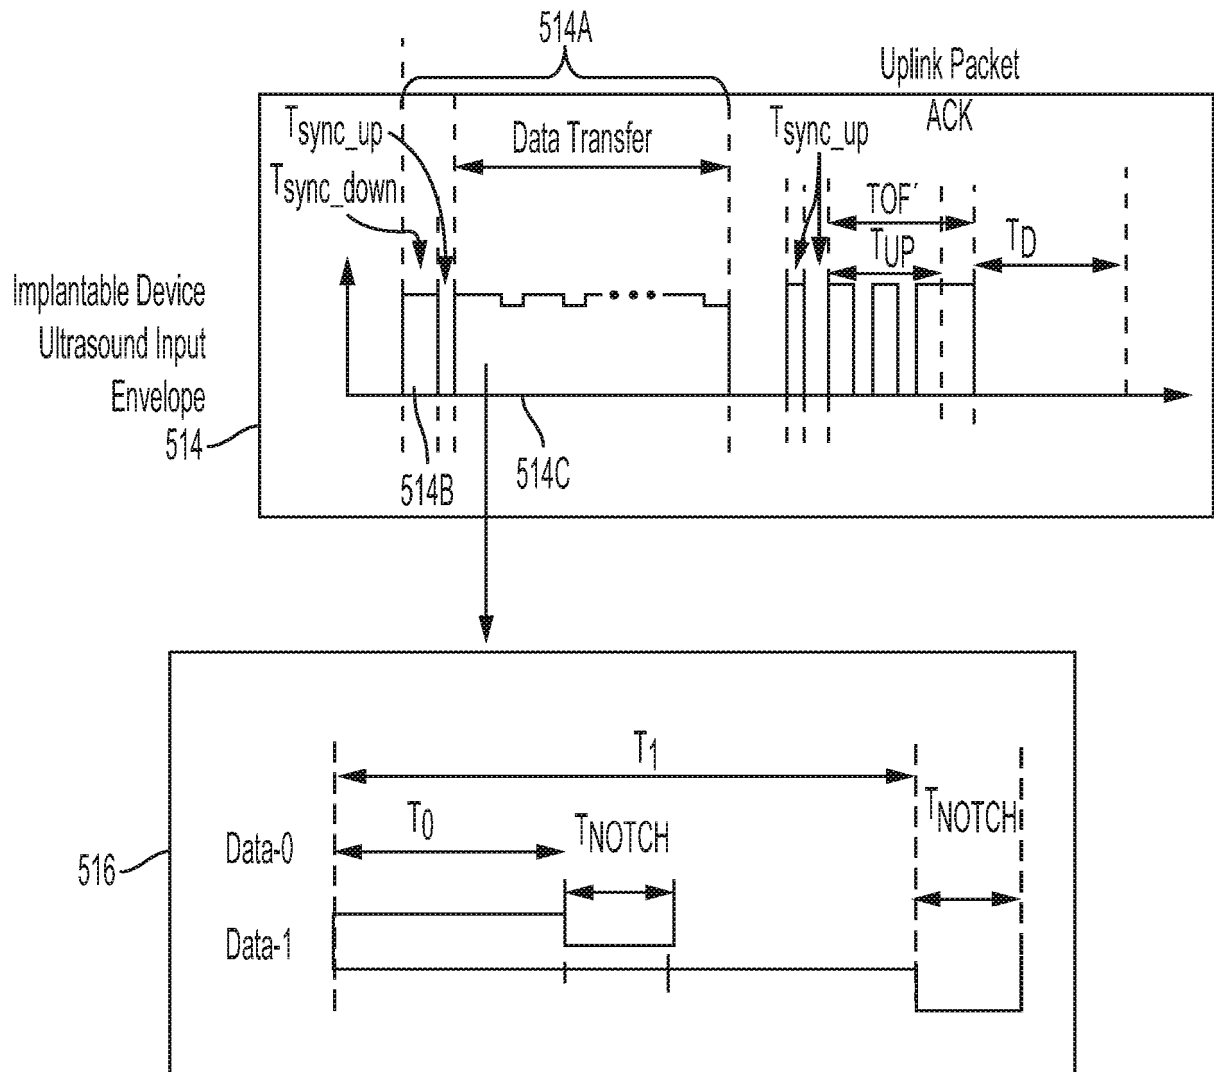 514A
Uplink Packet
ACK
Tsync_up
Data Transfer
Tsync_up
Tsync_down
TOF´
TUP
TD
Implantable Device
Ultrasound Input
Envelope
514
514B
514C
T1
T0
TNOTCH
TNOTCH
Data-0
516
Data-1